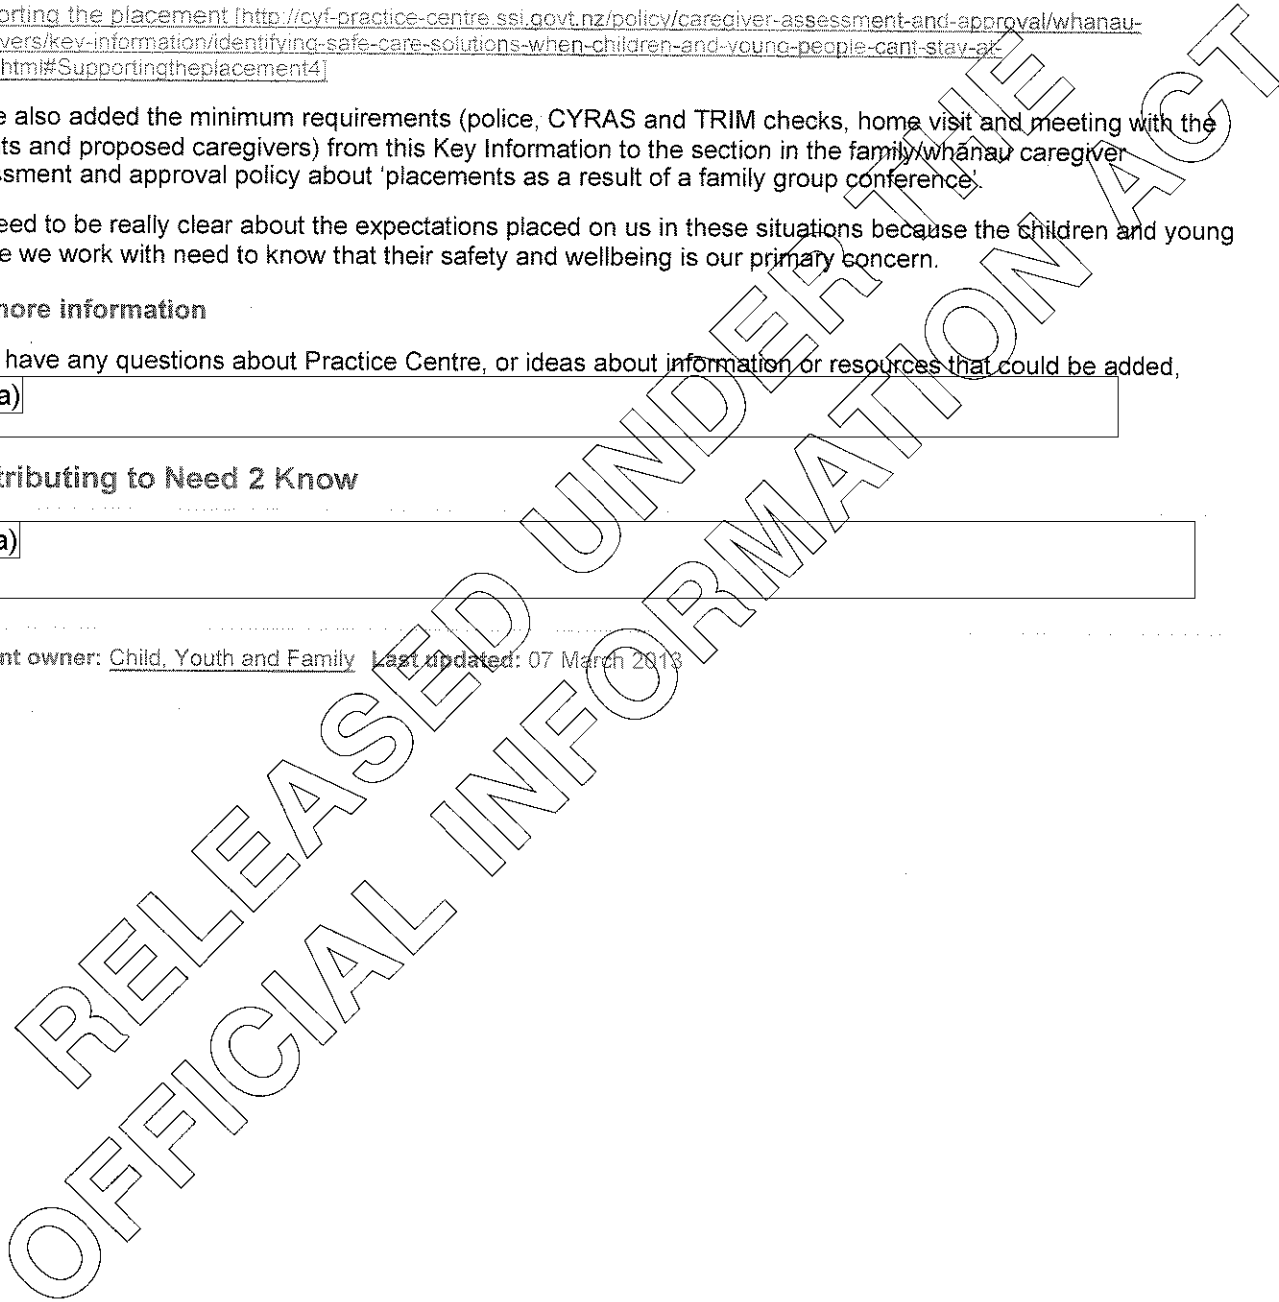 orting the placement [http://cyf-practice-centre.ssi.govt.nz/policy/caregiver-assessment-and-approval/whanau-
vers/key-information/identifying-safe-care-solutions-when-children-and-young-people-cant-stay-at-
html#Supportingtheplacement4]
e also added the minimum requirements (police, CYRAS and TRIM checks, home visit and meeting with the
ts and proposed caregivers) from this Key Information to the section in the family/whānau caregiver
sment and approval policy about 'placements as a result of a family group conference'.
eed to be really clear about the expectations placed on us in these situations because the children and young
e we work with need to know that their safety and wellbeing is our primary concern.
nore information
have any questions about Practice Centre, or ideas about information or resources that could be added,
a)
tributing to Need 2 Know
a)
nt owner: Child, Youth and Family Last updated: 07 March 2013
RELEASED UNDER THE
OFFICIAL INFORMATION ACT